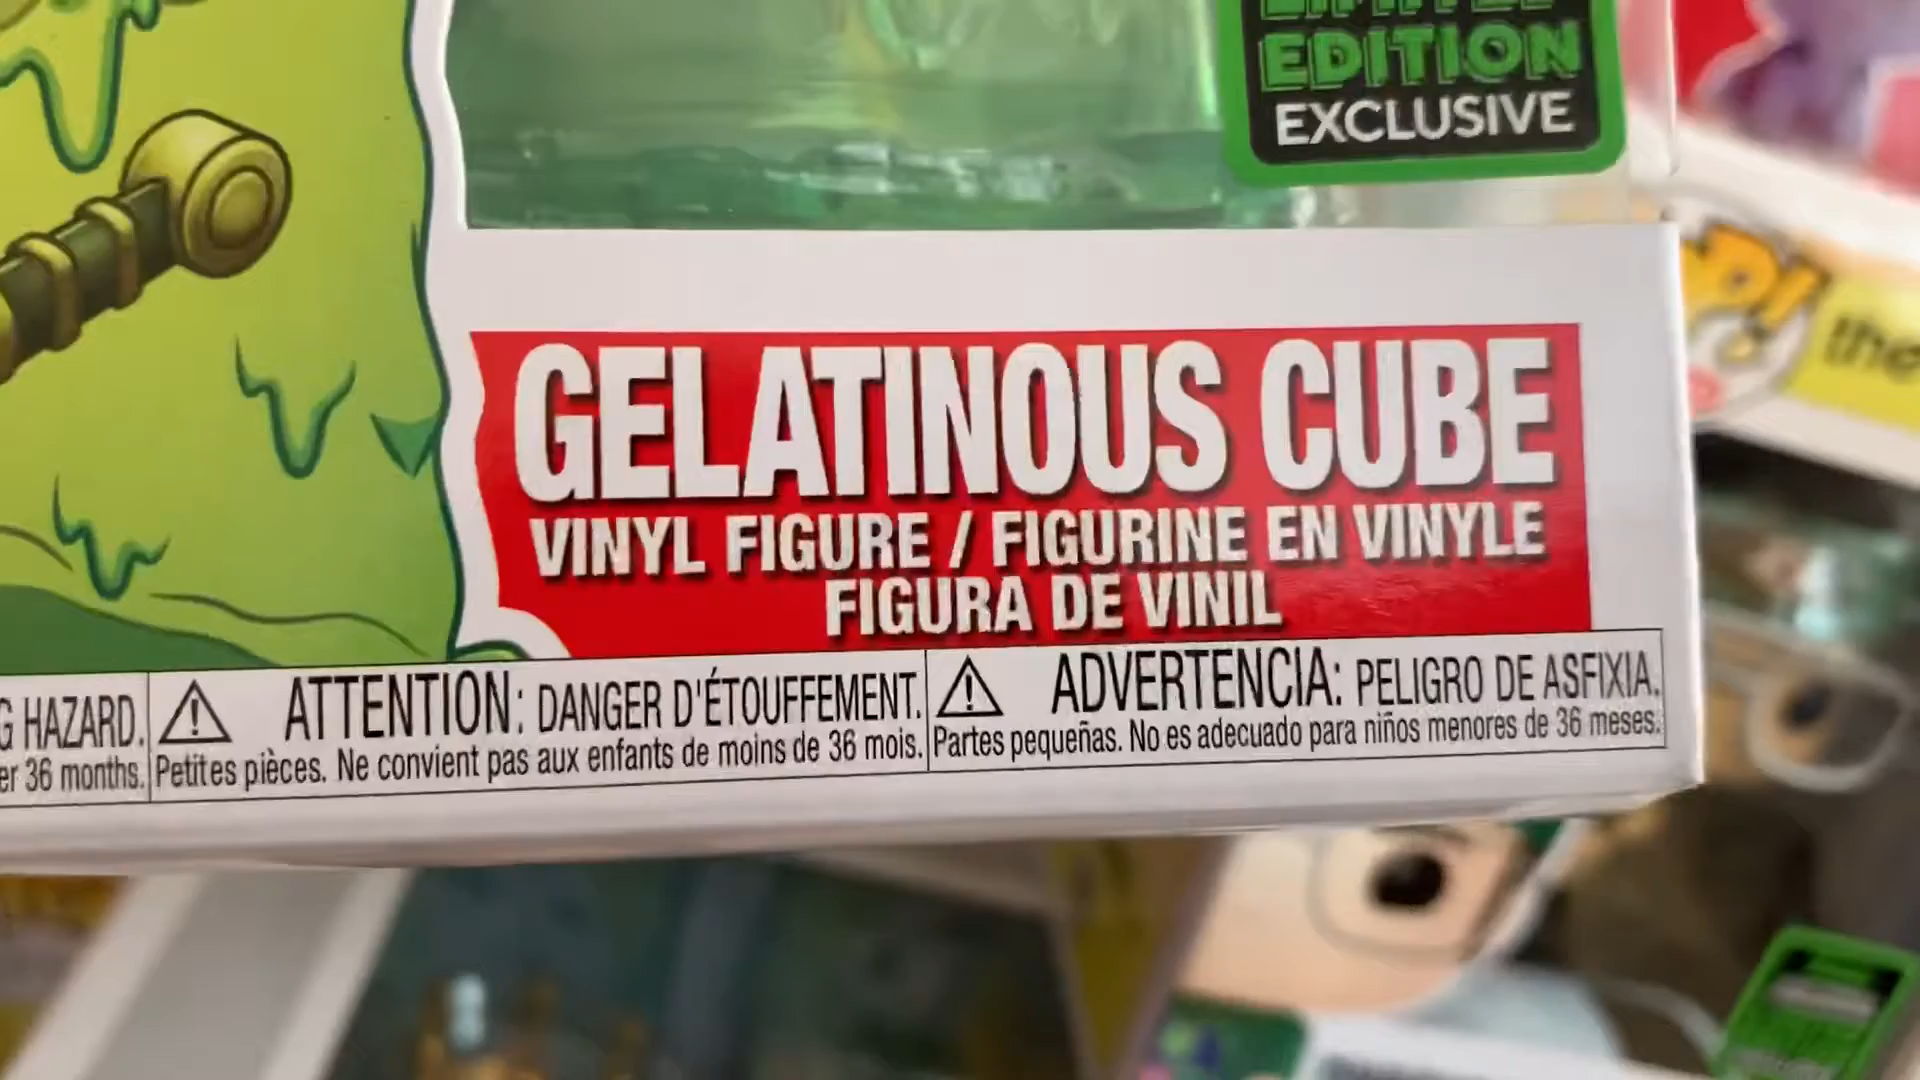 EDITION
EXCLUSIVE
GELATINOUS CUBE
VINYL FIGURE / FIGURINE EN VINYLE
FIGURA DE VINIL
HAZARD.
36 months.
ATTENTION: DANGER D'ÉTOUFFEMENT.
Petites pièces. Ne convient pas aux enfants de moins de 36 mois.
ADVERTENCIA: PELIGRO DE ASFIXIA.
Partes pequeñas. No es adecuado para niños menores de 36 meses.
the